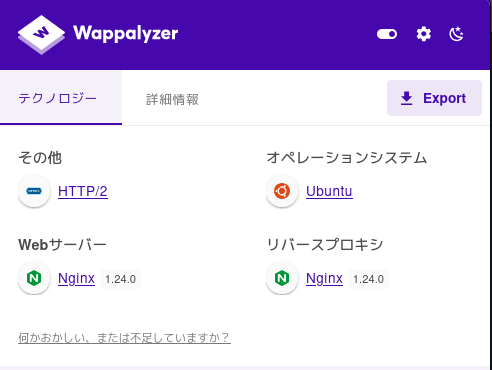 Wappalyzer
テクノロジー
詳細情報
Export
その他
HTTP/2
オペレーションシステム
Ubuntu
Webサーバー
Nginx 1.24.0
リバースプロキシ
Nginx 1.24.0
何かおかしい、または不足していますか？